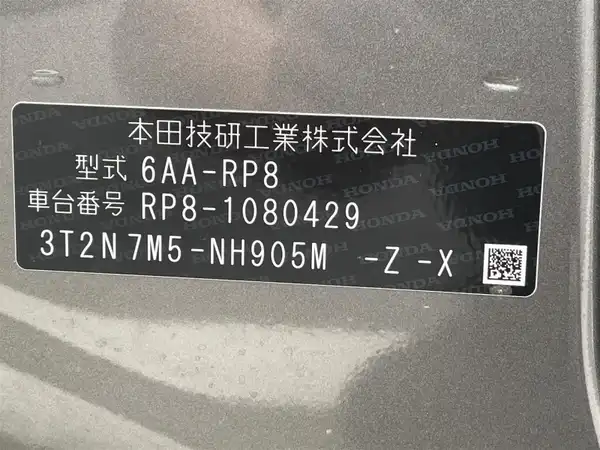 本田技研工業株式会社
型式 6AA-RP8
車台番号 RP8-1080429
3T2N7M5-NH905M -Z -X